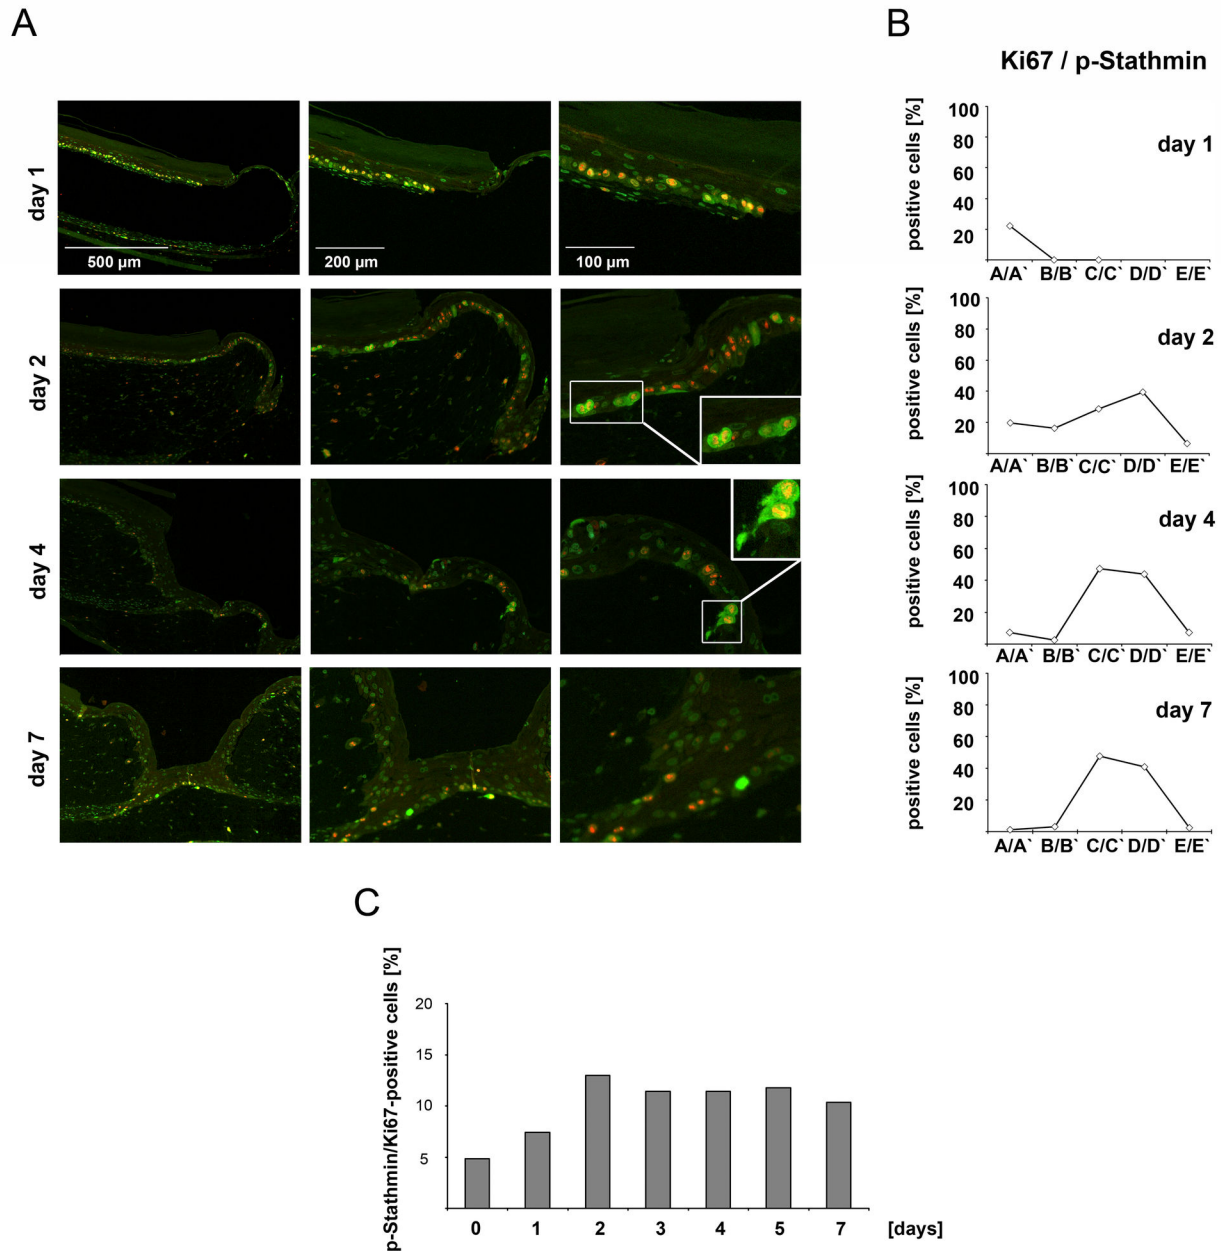 A
B
Ki67 / p-Stathmin
day 1
500 µm
200 µm
100 µm
day 2
day 4
day 7
positive cells [%]
100
80
60
40
20
day 1
A/A` B/B` C/C` D/D` E/E`
positive cells [%]
100
80
60
40
20
day 2
A/A` B/B` C/C` D/D` E/E`
positive cells [%]
100
80
60
40
20
day 4
A/A` B/B` C/C` D/D` E/E`
positive cells [%]
100
80
60
40
20
day 7
A/A` B/B` C/C` D/D` E/E`
C
p-Stathmin/Ki67-positive cells [%]
20
15
10
5
0 1 2 3 4 5 7 [days]